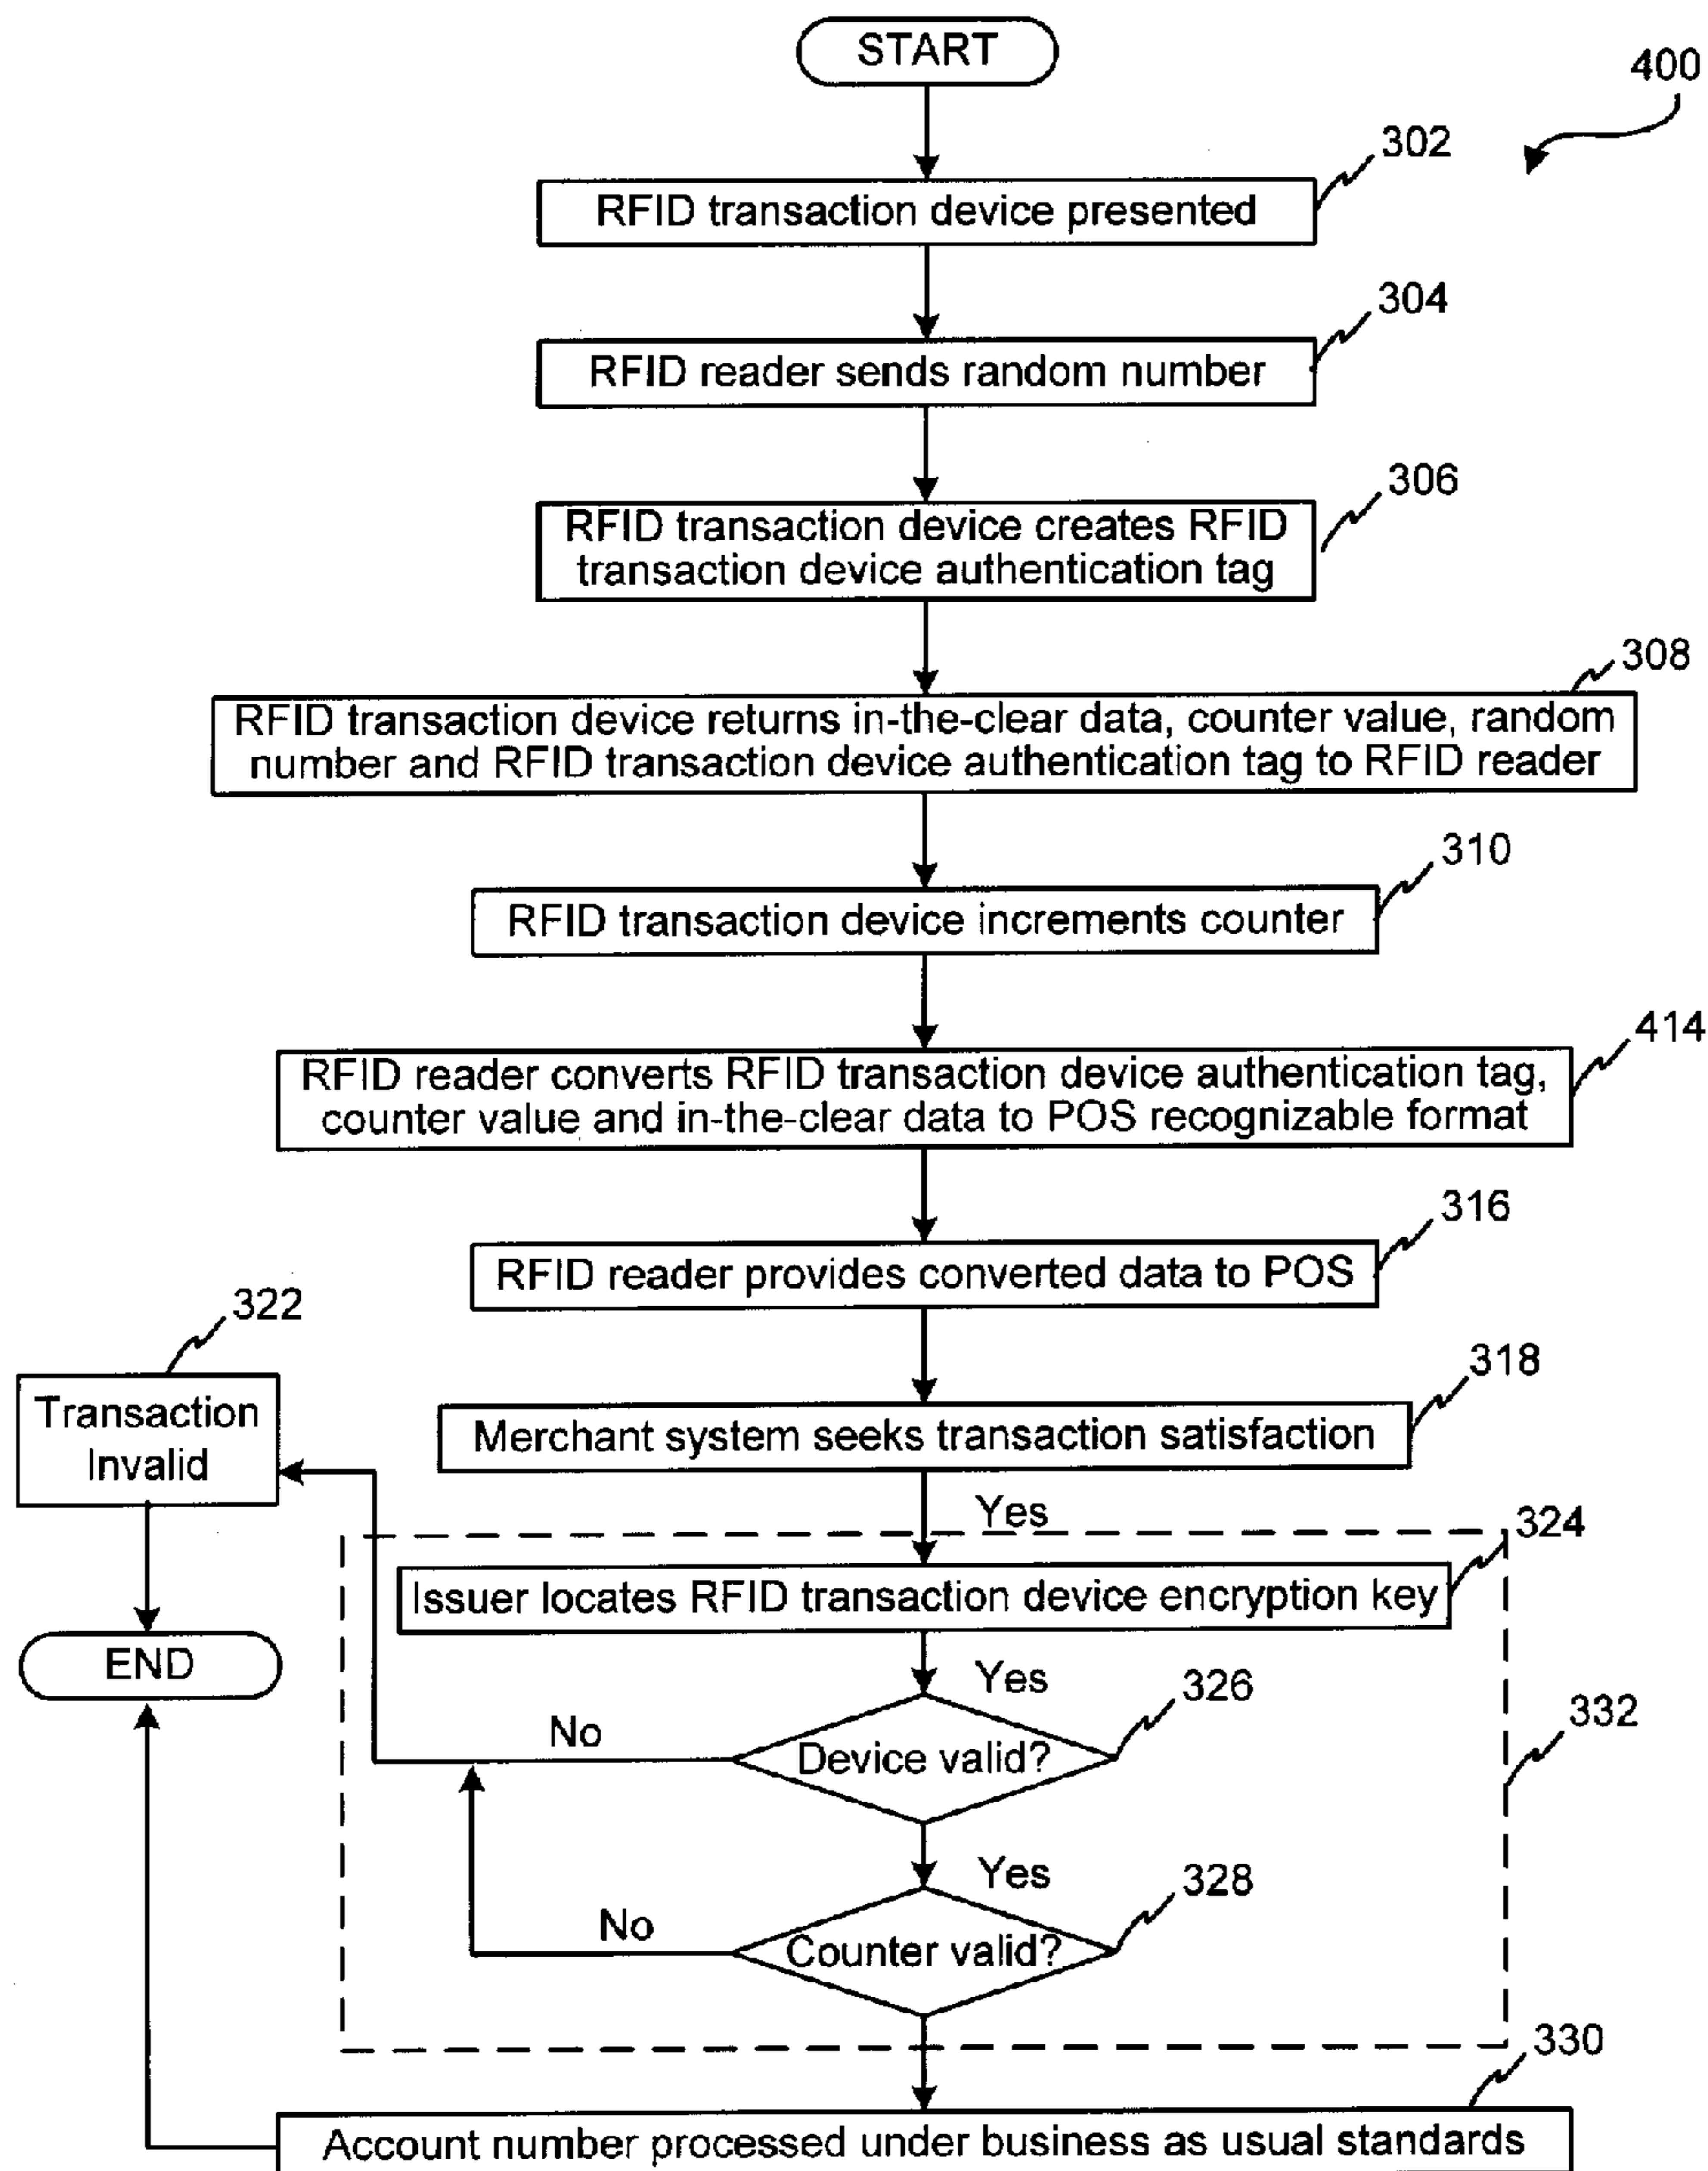 START
400
302
RFID transaction device presented
304
RFID reader sends random number
306
RFID transaction device creates RFID
transaction device authentication tag
308
RFID transaction device returns in-the-clear data, counter value, random
number and RFID transaction device authentication tag to RFID reader
310
RFID transaction device increments counter
414
RFID reader converts RFID transaction device authentication tag,
counter value and in-the-clear data to POS recognizable format
316
RFID reader provides converted data to POS
322
Transaction
Invalid
318
Merchant system seeks transaction satisfaction
Yes
324
Issuer locates RFID transaction device encryption key
END
Yes
326
332
No
Device valid?
Yes
328
No
Counter valid?
330
Account number processed under business as usual standards